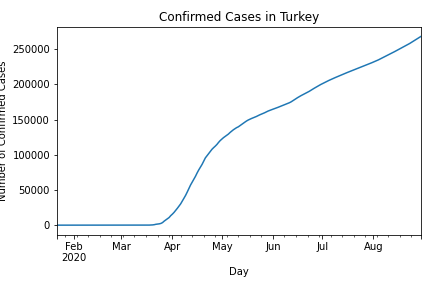 Confirmed Cases in Turkey
Number of Confirmed Cases
250000
200000
150000
100000
50000
0
Feb Mar Apr May Jun Jul Aug
2020
Day